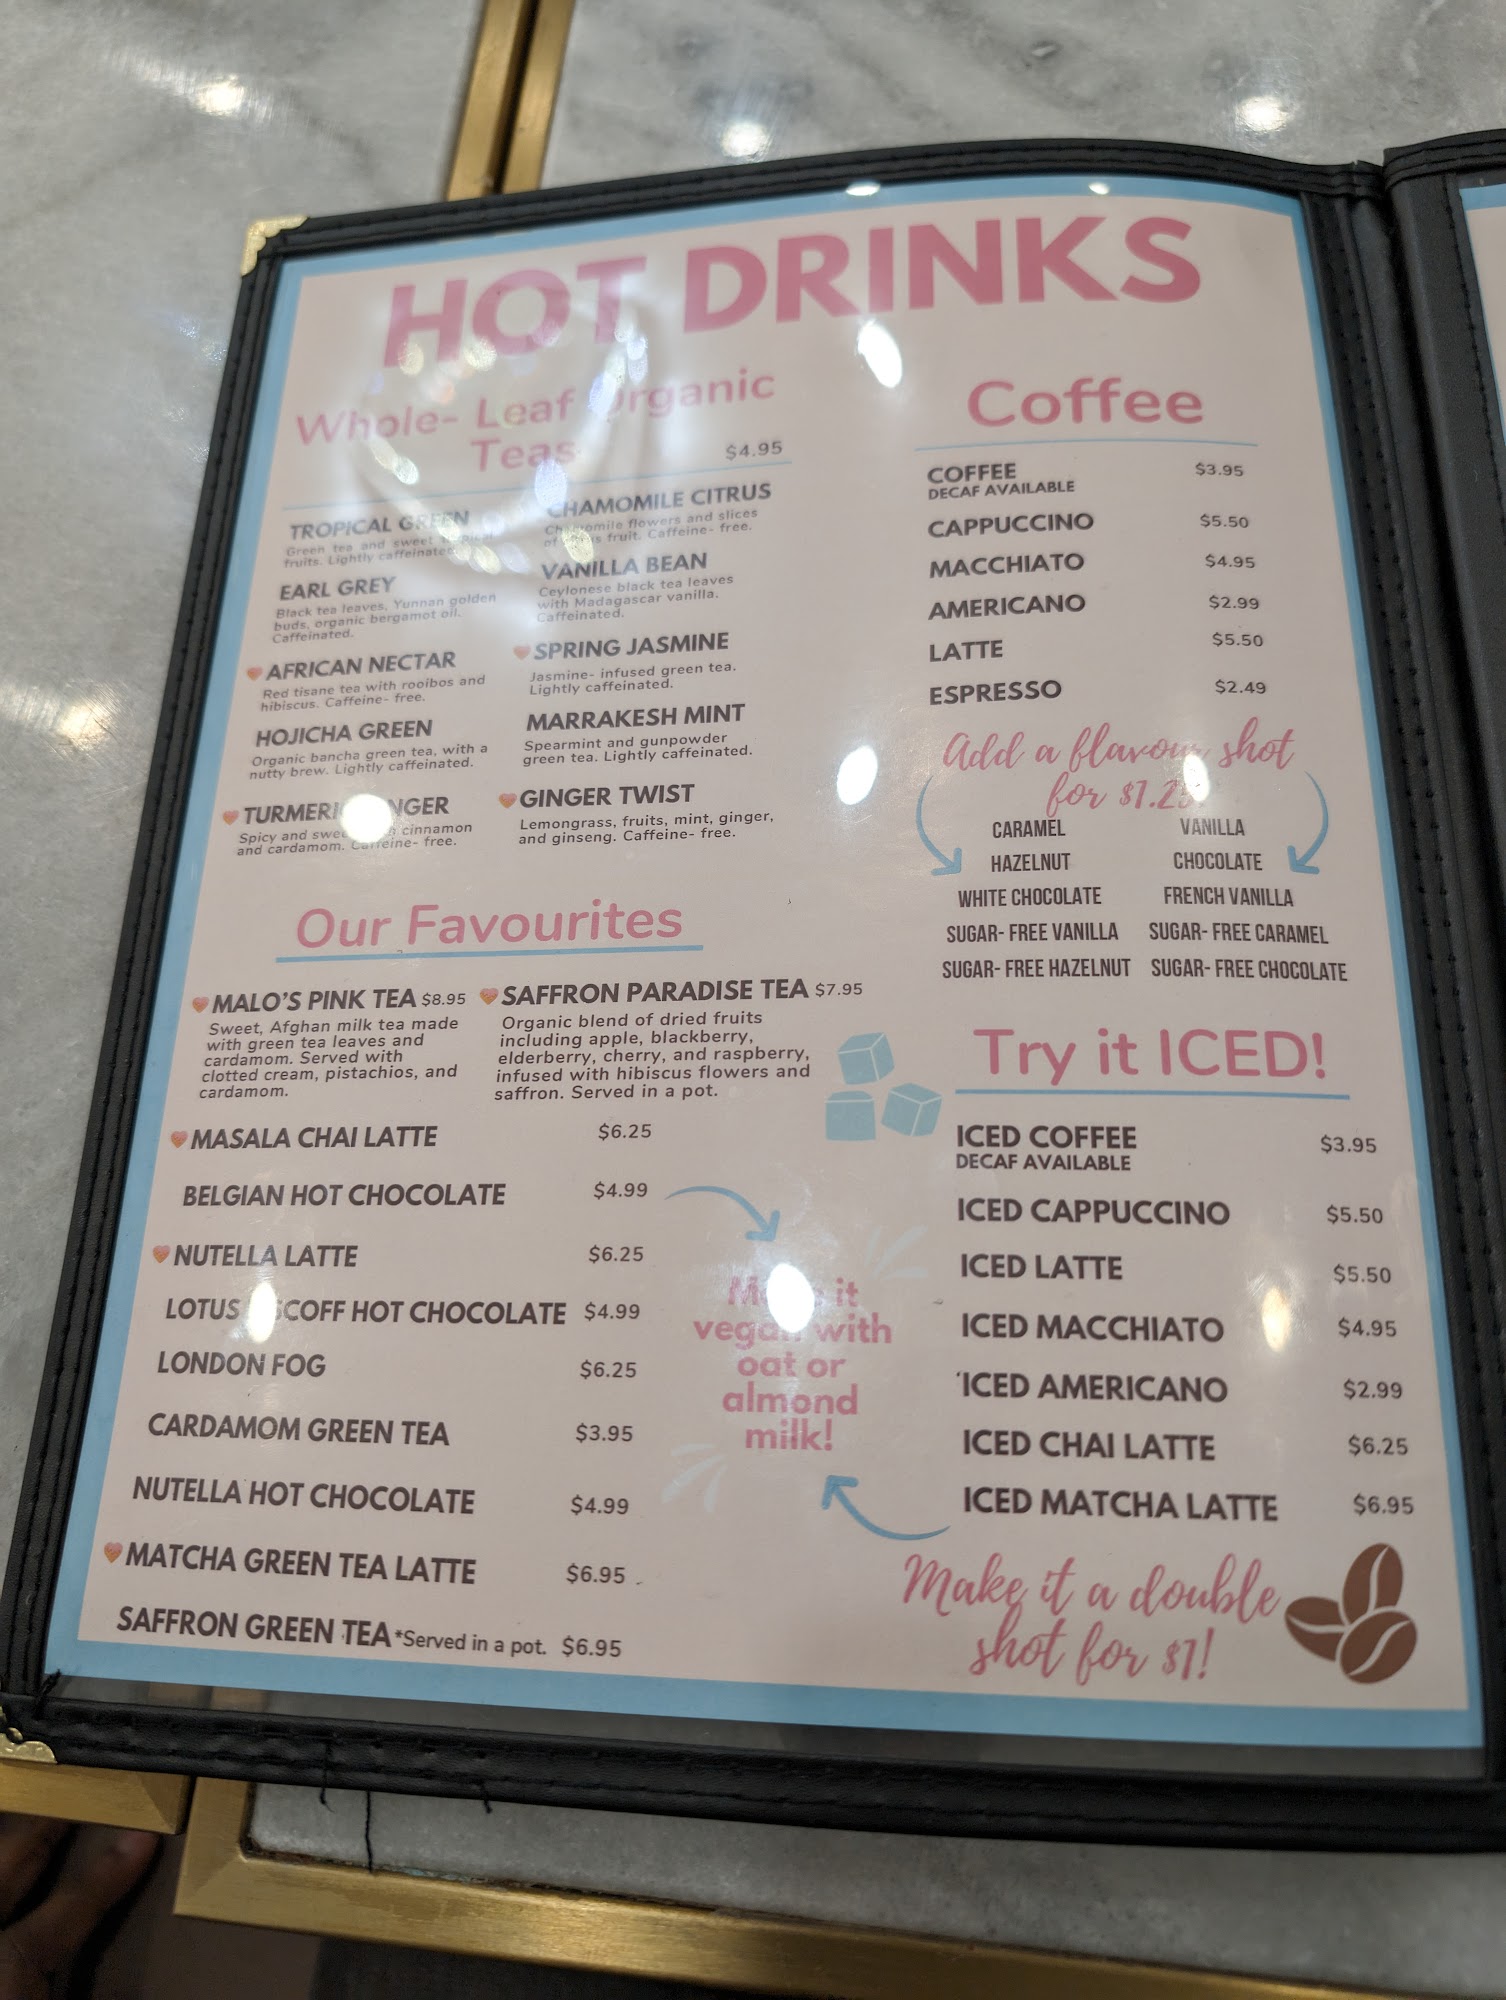 HOT DRINKS
Whole- Leaf Organic
Teas
$4.95
TROPICAL GREEN
Green tea and sweet
fruits. Lightly caffeinated.
EARL GREY
Black tea leaves, Yunnan golden
buds, organic bergamot oil.
Caffeinated.
AFRICAN NECTAR
Red tisane tea with rooibos and
hibiscus. Caffeine- free.
HOJICHA GREEN
Organic bancha green tea, with a
nutty brew. Lightly caffeinated.
TURMERIC GINGER
Spicy and sweet cinnamon
and cardamom. Caffeine- free.
CHAMOMILE CITRUS
Chamomile flowers and slices
of fruit. Caffeine- free.
VANILLA BEAN
Ceylonese black tea leaves
with Madagascar vanilla.
Caffeinated.
SPRING JASMINE
Jasmine- infused green tea.
Lightly caffeinated.
MARRAKESH MINT
Spearmint and gunpowder
green tea. Lightly caffeinated.
GINGER TWIST
Lemongrass, fruits, mint, ginger,
and ginseng. Caffeine- free.
Our Favourites
MALO'S PINK TEA $8.95
Sweet, Afghan milk tea made
with green tea leaves and
cardamom. Served with
clotted cream, pistachios, and
cardamom.
SAFFRON PARADISE TEA $7.95
Organic blend of dried fruits
including apple, blackberry,
elderberry, cherry, and raspberry,
infused with hibiscus flowers and
saffron. Served in a pot.
MASALA CHAI LATTE $6.25
BELGIAN HOT CHOCOLATE $4.99
NUTELLA LATTE $6.25
LOTUS BISCOFF HOT CHOCOLATE $4.99
LONDON FOG $6.25
CARDAMOM GREEN TEA $3.95
NUTELLA HOT CHOCOLATE $4.99
MATCHA GREEN TEA LATTE $6.95
SAFFRON GREEN TEA *Served in a pot. $6.95
Make it
vegan with
oat or
almond
milk!
Coffee
COFFEE $3.95
DECAF AVAILABLE
CAPPUCCINO $5.50
MACCHIATO $4.95
AMERICANO $2.99
LATTE $5.50
ESPRESSO $2.49
Add a flavour shot
for
CARAMEL VANILLA
HAZELNUT CHOCOLATE
WHITE CHOCOLATE FRENCH VANILLA
SUGAR- FREE VANILLA SUGAR- FREE CARAMEL
SUGAR- FREE HAZELNUT SUGAR- FREE CHOCOLATE
Try it ICED!
ICED COFFEE $3.95
DECAF AVAILABLE
ICED CAPPUCCINO $5.50
ICED LATTE $5.50
ICED MACCHIATO $4.95
ICED AMERICANO $2.99
ICED CHAI LATTE $6.25
ICED MATCHA LATTE $6.95
Make it a double
shot for $1!